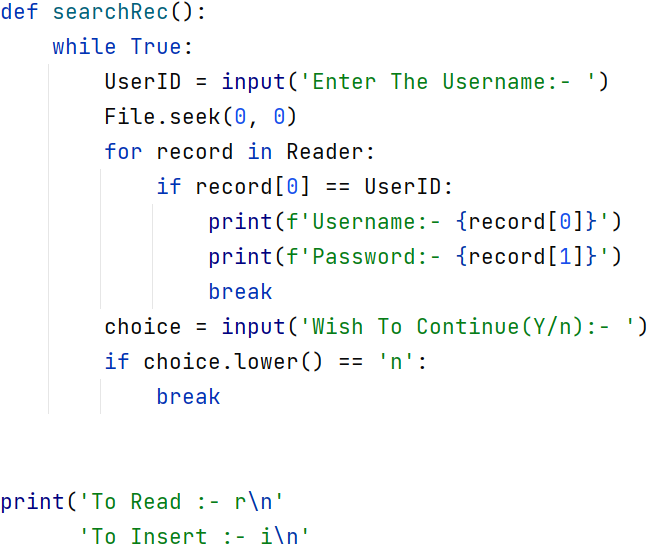 def searchRec():
    while True:
        UserID = input('Enter The Username:- ')
        File.seek(0, 0)
        for record in Reader:
            if record[0] == UserID:
                print(f'Username:- {record[0]}')
                print(f'Password:- {record[1]}')
                break
        choice = input('Wish To Continue(Y/n):- ')
        if choice.lower() == 'n':
            break
print('To Read :- r\n'
      'To Insert :- i\n'